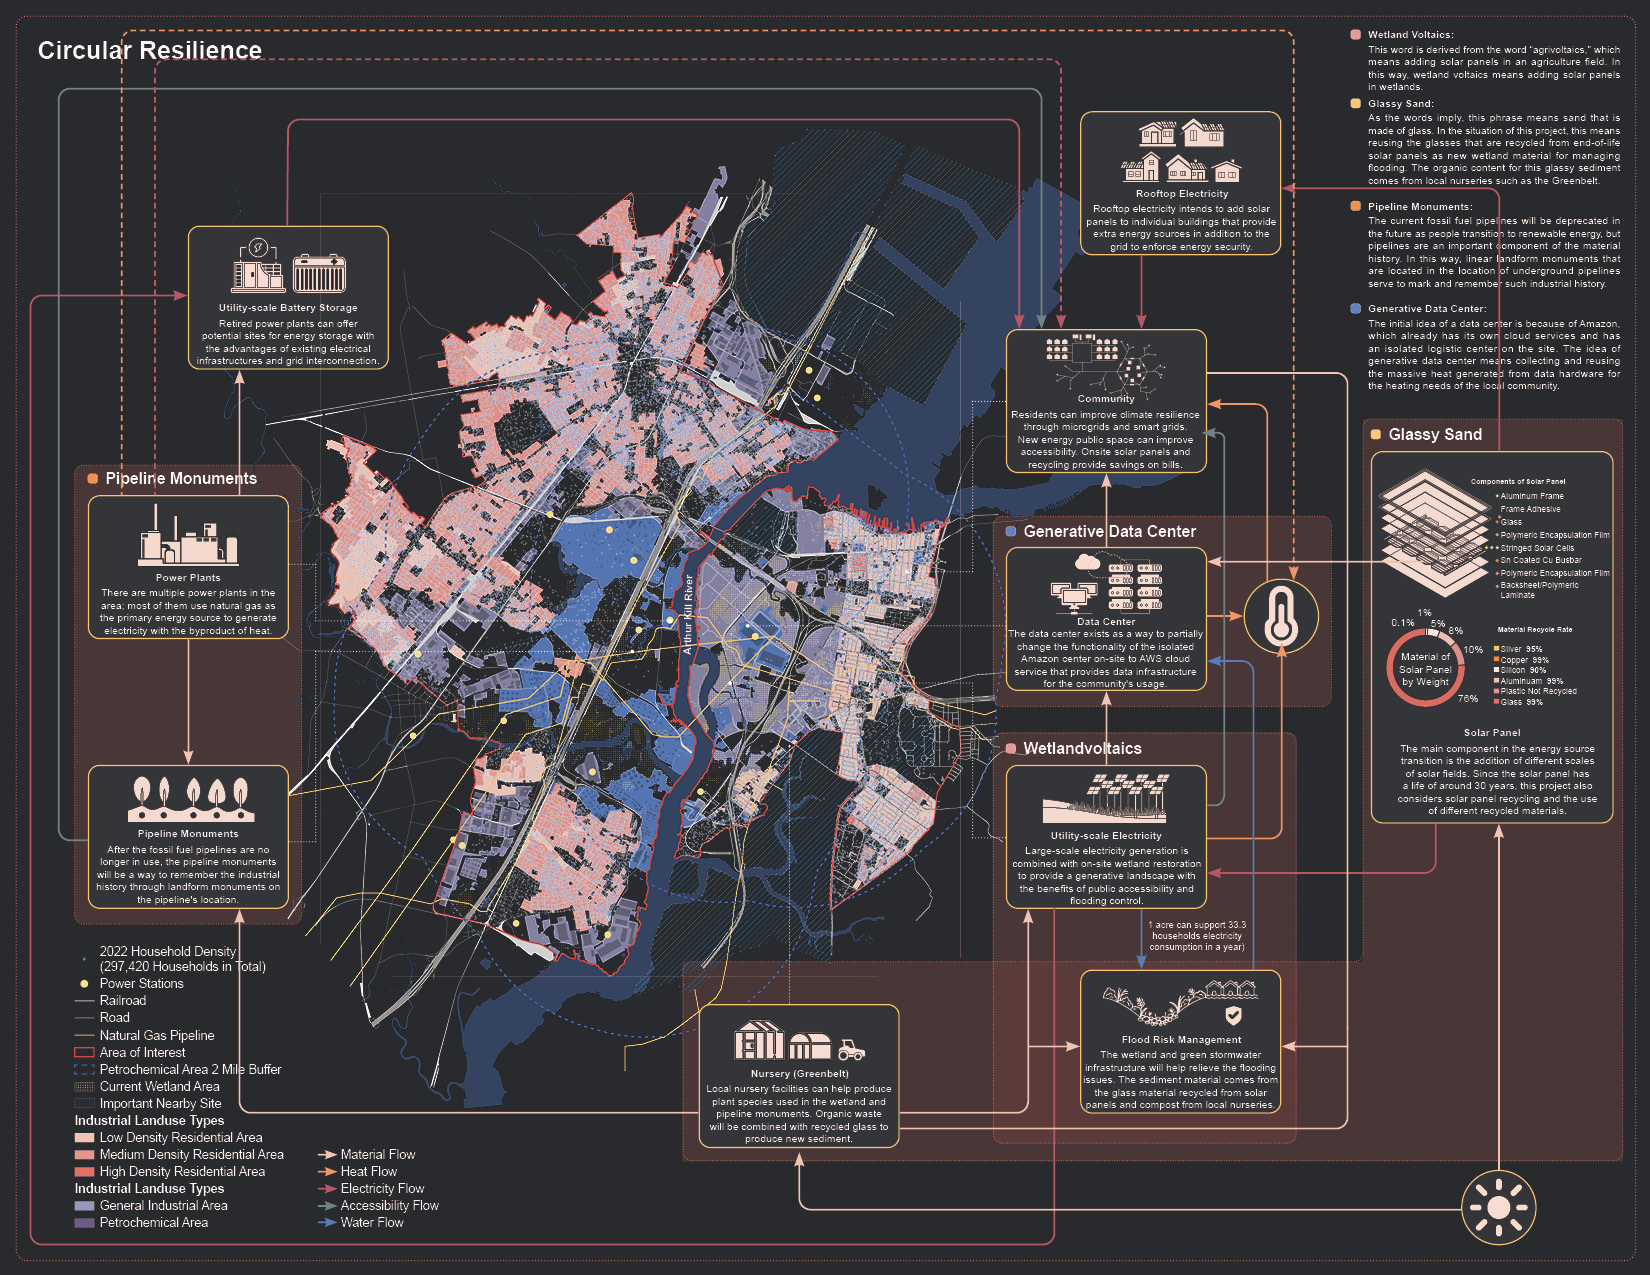 Circular Resilience
Wetland Voltaics:
This word is derived from the word “agrivoltaics,” which
means adding solar panels in an agriculture field. In
this way, wetland voltaics means adding solar panels
in wetlands.
Glassy Sand:
As the words imply, this phrase means sand that is
made of glass. In the situation of this project, this means
reusing the glasses that are recycled from end-of-life
solar panels as new wetland material for managing
flooding. The organic content for this glassy sediment
comes from local nurseries such as the Greenbelt.
Pipeline Monuments:
The current fossil fuel pipelines will be deprecated in
the future as people transition to renewable energy, but
pipelines are an important component of the material
history. In this way, linear landform monuments that
are located in the location of underground pipelines
serve to mark and remember such industrial history.
Generative Data Center:
The initial idea of a data center is because of Amazon,
which already has its own cloud services and has
an isolated logistic center on the site. The idea of
generative data center means collecting and reusing
the massive heat generated from data hardware for
the heating needs of the local community.
Rooftop Electricity
Rooftop electricity intends to add solar
panels to individual buildings that provide
extra energy sources in addition to the
grid to enforce energy security.
Utility-scale Battery Storage
Retired power plants can offer
potential sites for energy storage with
the advantages of existing electrical
infrastructures and grid interconnection.
Community
Residents can improve climate resilience
through microgrids and smart grids.
New energy public space can improve
accessibility. Onsite solar panels and
recycling provide savings on bills.
Pipeline Monuments
Power Plants
There are multiple power plants in the
area; most of them use natural gas as
the primary energy source to generate
electricity with the byproduct of heat.
Pipeline Monuments
After the fossil fuel pipelines are no
longer in use, the pipeline monuments
will be a way to remember the industrial
history through landform monuments on
the pipeline's location.
Arthur Kill River
Generative Data Center
Data Center
The data center exists as a way to partially
change the functionality of the isolated
Amazon center on-site to AWS cloud
service that provides data infrastructure
for the community's usage.
Wetlandvoltaics
Utility-scale Electricity
Large-scale electricity generation is
combined with on-site wetland restoration
to provide a generative landscape with
the benefits of public accessibility and
flooding control.
1 acre can support 33.3
households electricity
consumption in a year)
Flood Risk Management
The wetland and green stormwater
infrastructure will help relieve the flooding
issues. The sediment material comes from
the glass material recycled from solar
panels and compost from local nurseries.
Nursery (Greenbelt)
Local nursery facilities can help produce
plant species used in the wetland and
pipeline monuments. Organic waste
will be combined with recycled glass to
produce new sediment.
Glassy Sand
Components of Solar Panel
Aluminum Frame
Frame Adhesive
Glass
Polymeric Encapsulation Film
Stringed Solar Cells
Sn Coated Cu Busbar
Polymeric Encapsulation Film
Backsheet/Polymeric
Laminate
0.1%
1%
5%
8%
10%
76%
Material of
Solar Panel
by Weight
Material Recycle Rate
Silver 95%
Copper 99%
Silicon 90%
Aluminuam 99%
Plastic Not Recycled
Glass 99%
Solar Panel
The main component in the energy source
transition is the addition of different scales
of solar fields. Since the solar panel has
a life of around 30 years, this project also
considers solar panel recycling and the use
of different recycled materials.
2022 Household Density
(297,420 Households in Total)
Power Stations
Railroad
Road
Natural Gas Pipeline
Area of Interest
Petrochemical Area 2 Mile Buffer
Current Wetland Area
Important Nearby Site
Industrial Landuse Types
Low Density Residential Area
Medium Density Residential Area
High Density Residential Area
Industrial Landuse Types
General Industrial Area
Petrochemical Area
Material Flow
Heat Flow
Electricity Flow
Accessibility Flow
Water Flow